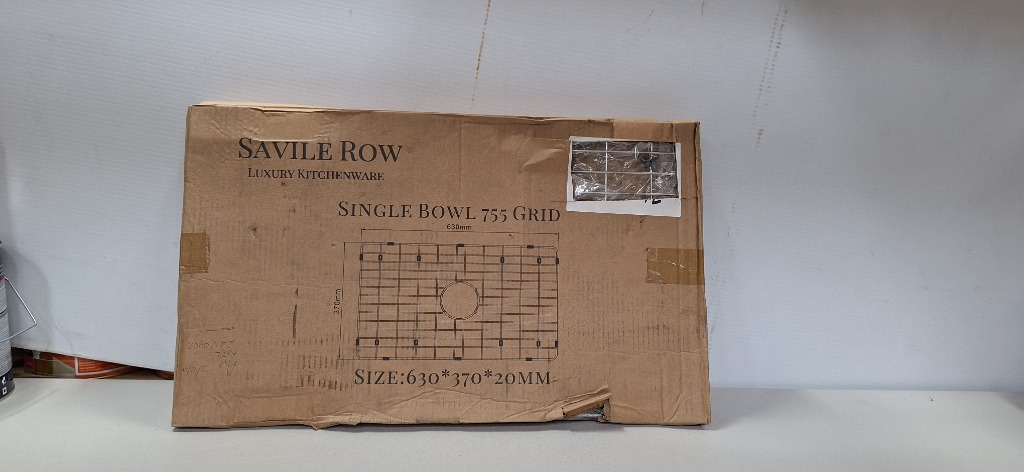 SAVILE ROW
LUXURY KITCHENWARE
SINGLE BOWL 755 GRID
630mm
370mm
SIZE:630*370*20MM